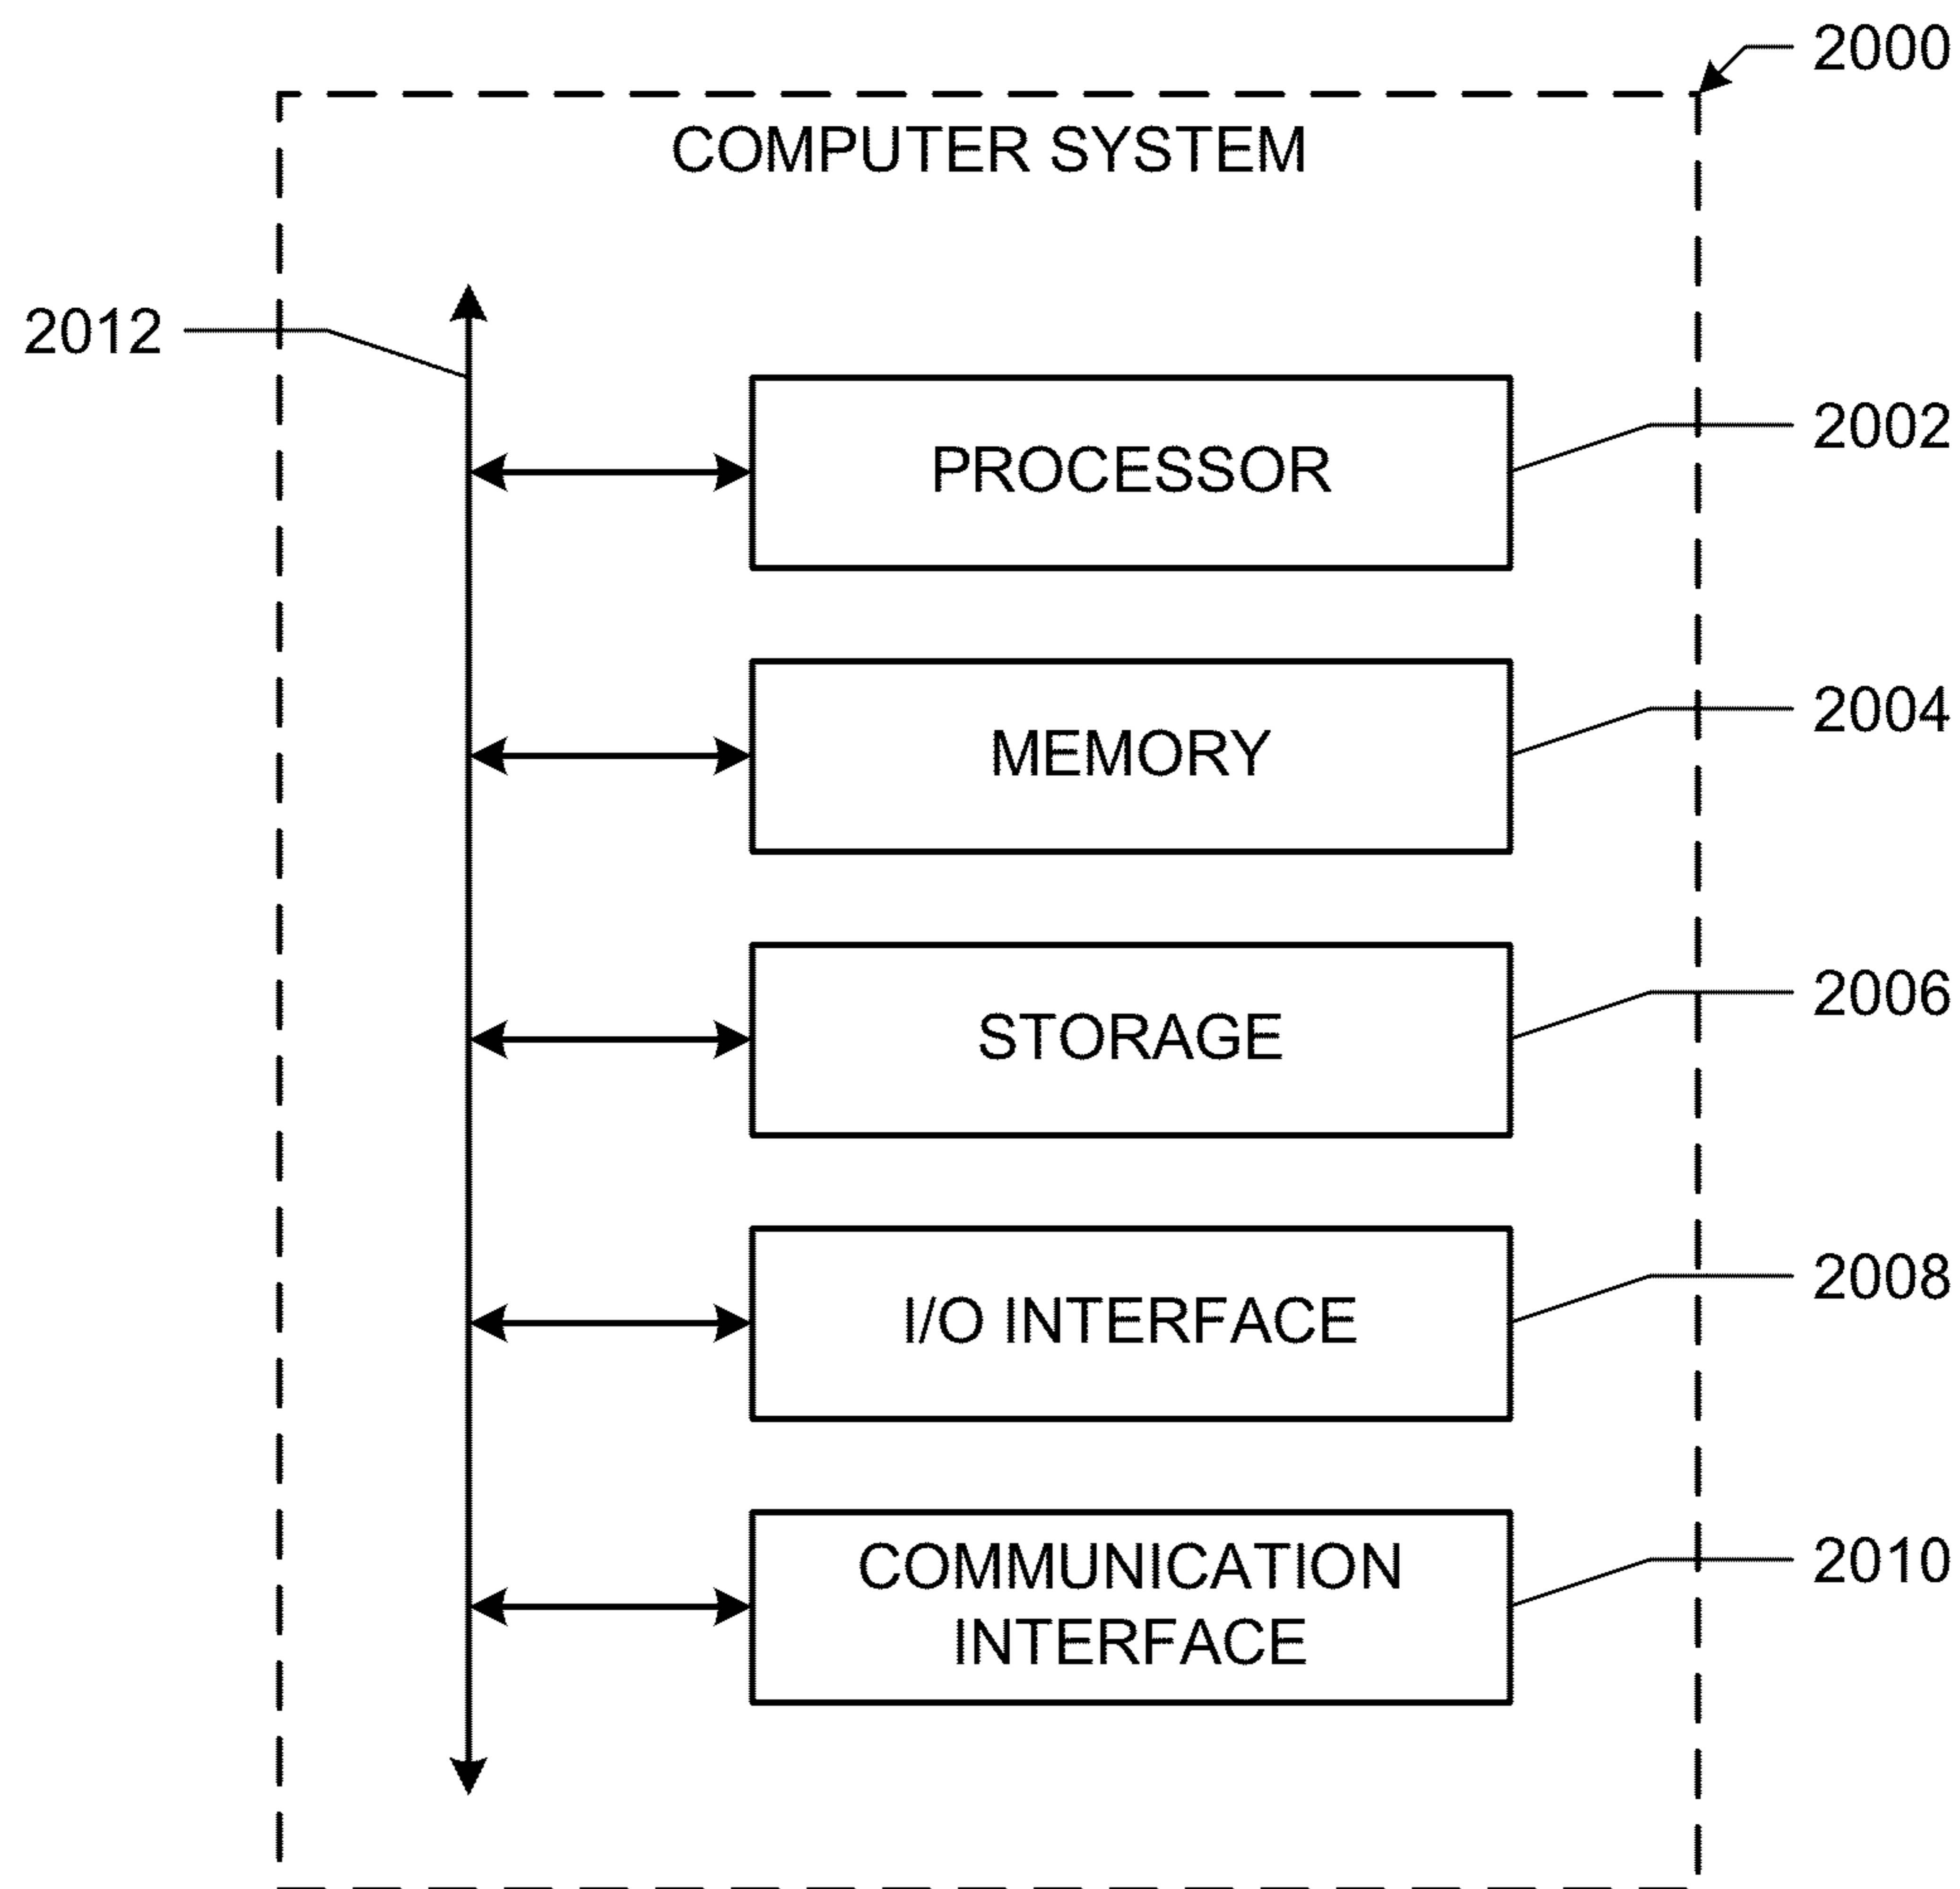 2000
COMPUTER SYSTEM
2012
PROCESSOR
2002
MEMORY
2004
STORAGE
2006
I/O INTERFACE
2008
COMMUNICATION
INTERFACE
2010